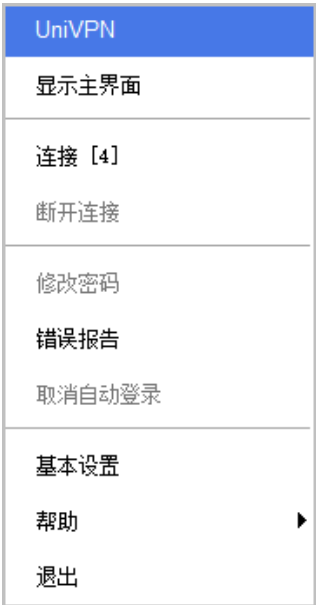 UniVPN
显示主界面
连接 [4]
断开连接
修改密码
错误报告
取消自动登录
基本设置
帮助
退出